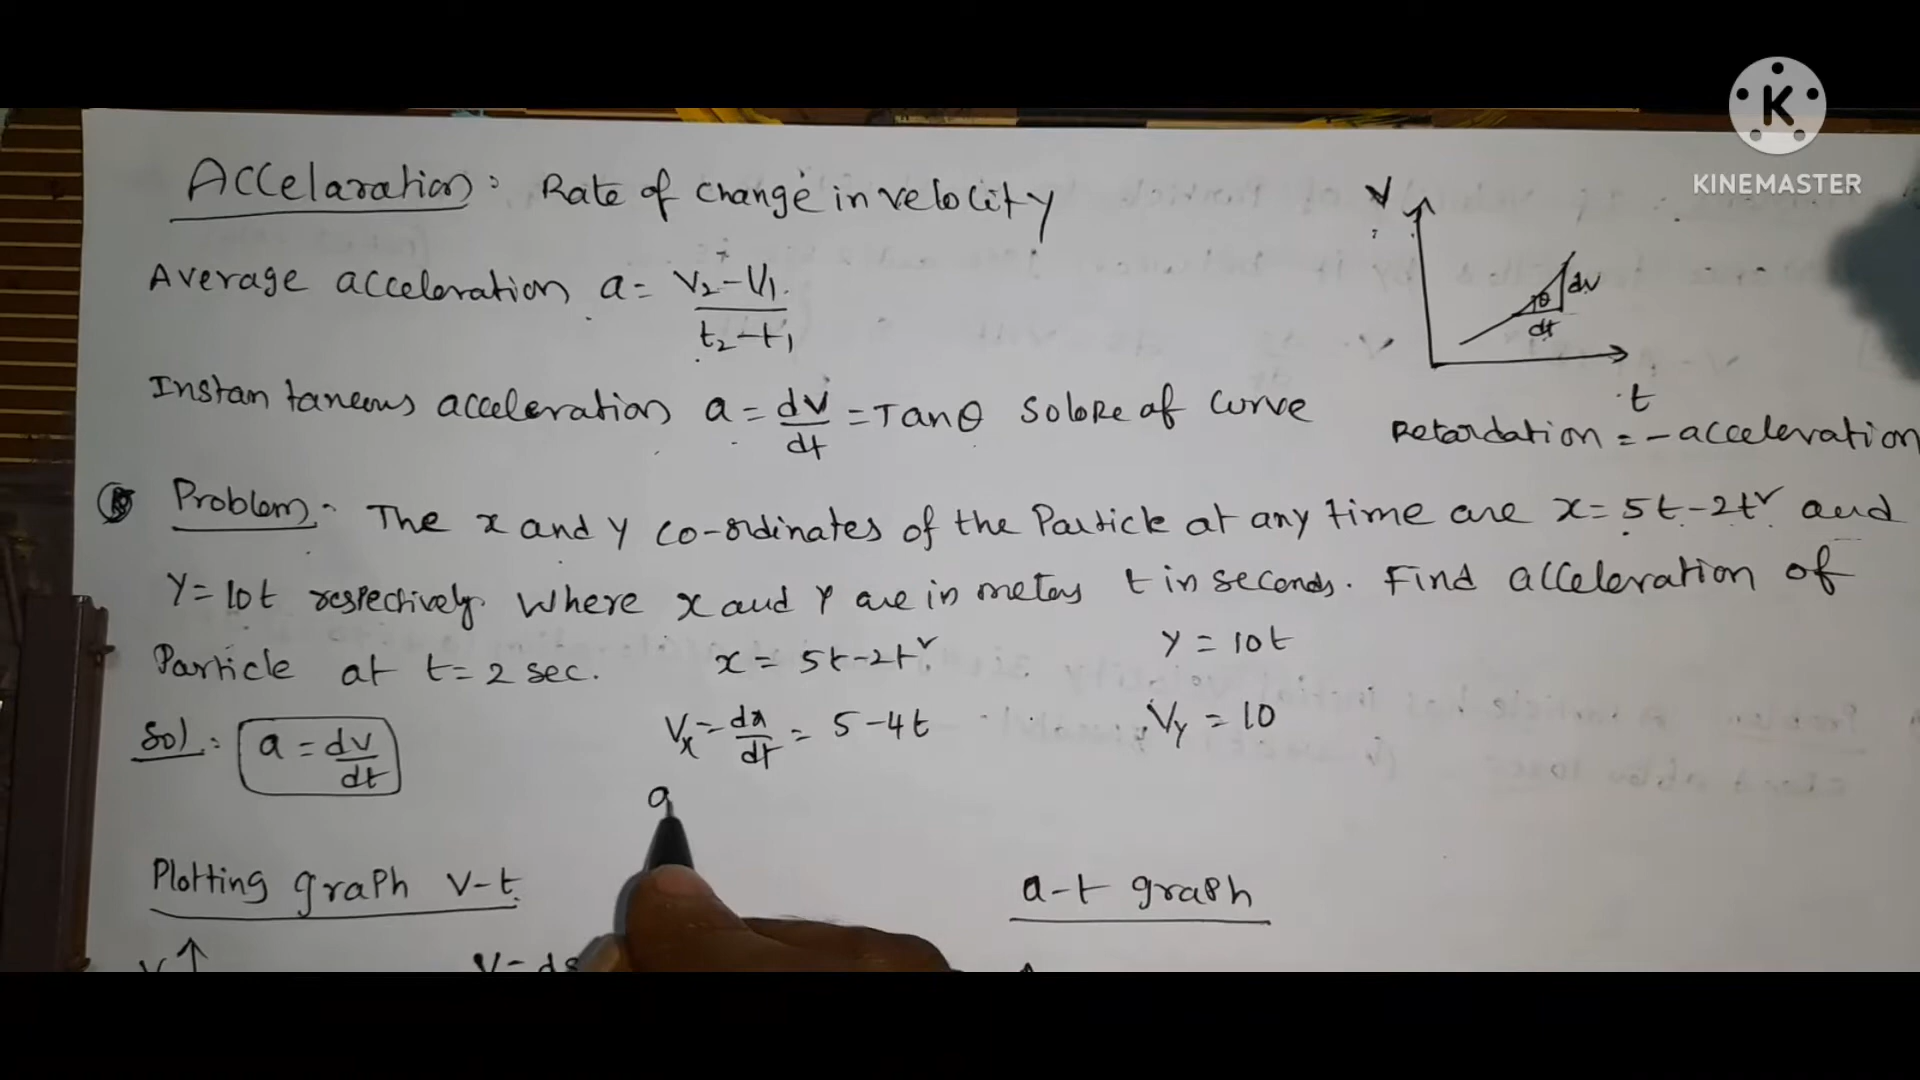 K
KINEMASTER
Accelaration: Rate of change in velocity
V
Average acceleration a = V2-V1 / t2-t1
dv
θ
dt
t
Instantaneous acceleration a = dv/dt = Tanθ Solope of curve
Retardation = - acceleration
Problem. The x and y co-ordinates of the Particle at any time are x = 5t-2t² and
Y = 10t respectively. Where x and y are in meters t in seconds. Find acceleration of
Particle at t = 2 sec.
x = 5t-2t²
y = 10t
Sol: a = dv/dt
Vx = dx/dt = 5-4t
Vy = 10
a
Plotting graph V-t
a-t graph
V
V = ds